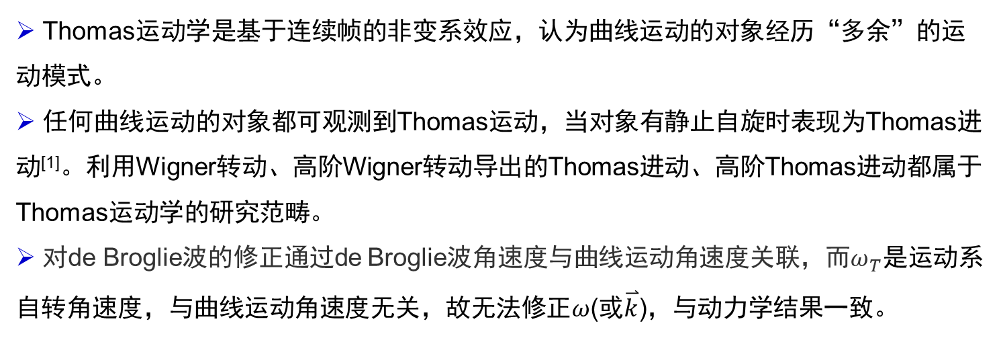 ➢ Thomas运动学是基于连续帧的非变系效应，认为曲线运动的对象经历“多余”的运
动模式。
➢ 任何曲线运动的对象都可观测到Thomas运动，当对象有静止自旋时表现为Thomas进
动[1]。利用Wigner转动、高阶Wigner转动导出的Thomas进动、高阶Thomas进动都属于
Thomas运动学的研究范畴。
➢ 对de Broglie波的修正通过de Broglie波角速度与曲线运动角速度关联，而ω_T是运动系
自转角速度，与曲线运动角速度无关，故无法修正ω(或k⃗)，与动力学结果一致。